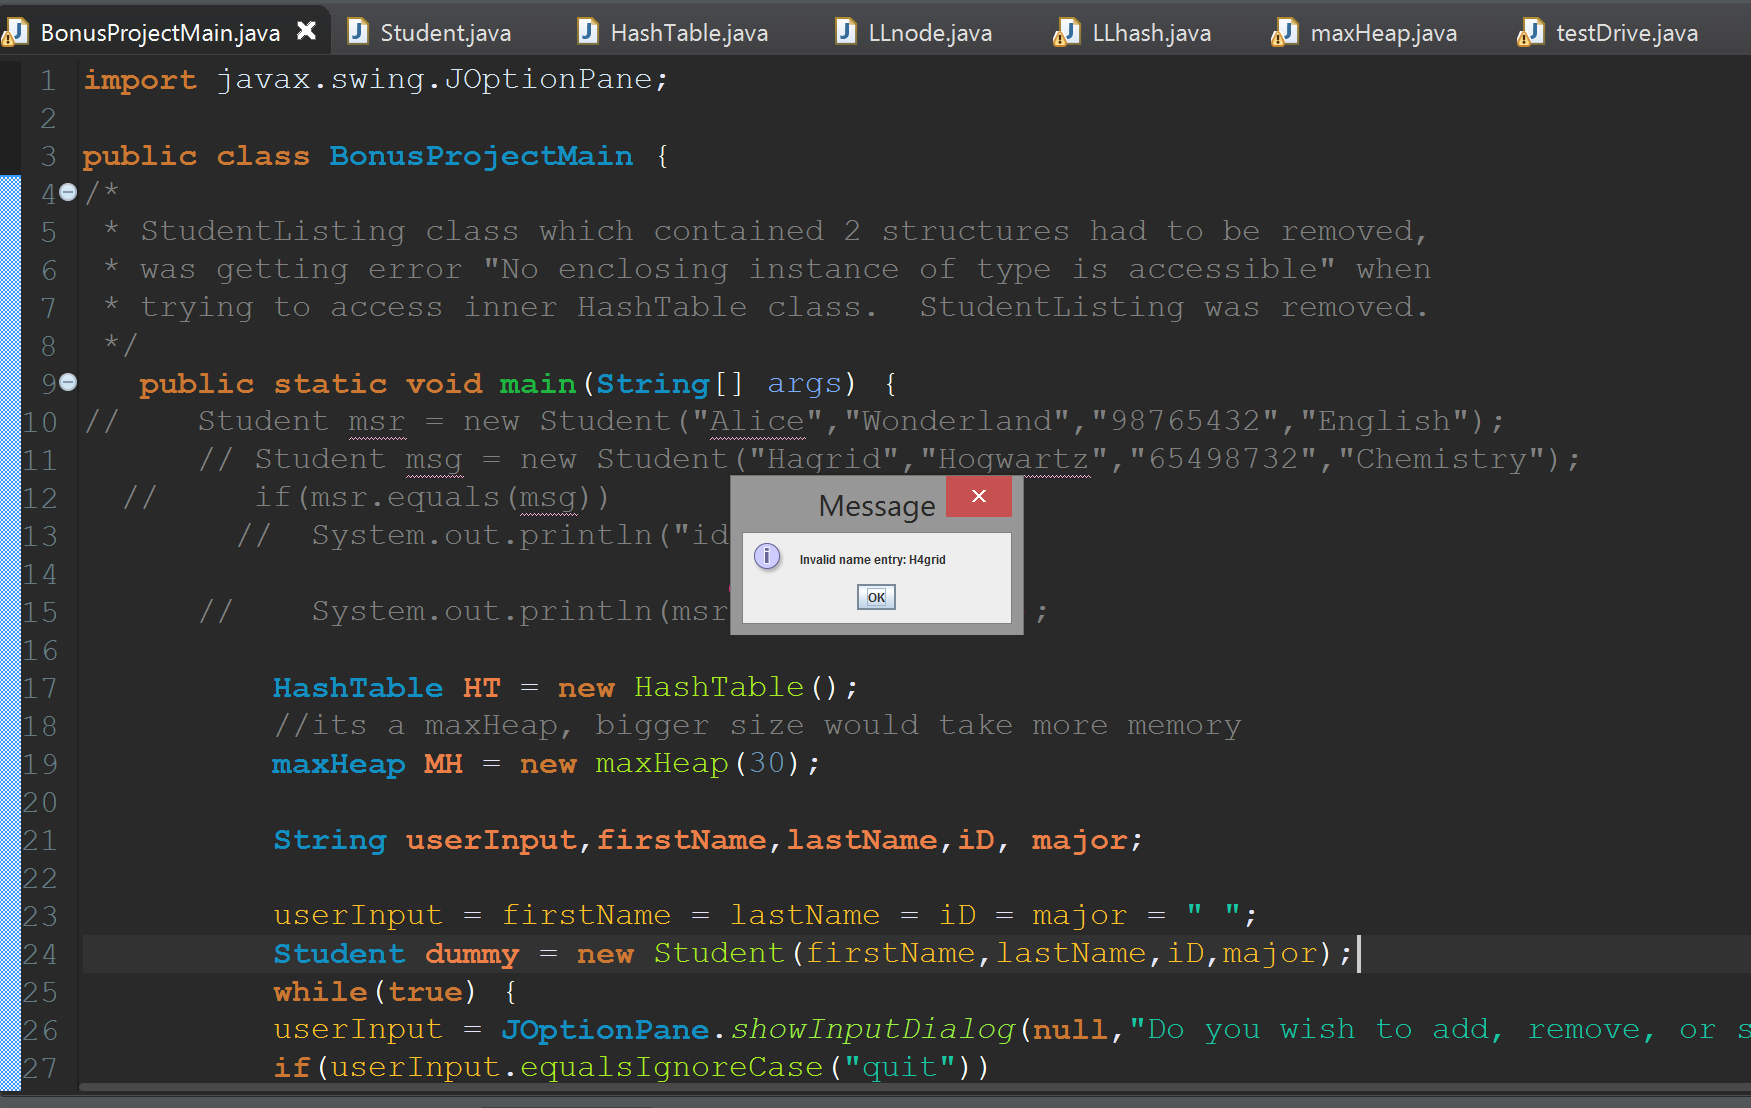 BonusProjectMain.java Student.java HashTable.java LLnode.java LLhash.java maxHeap.java testDrive.java
1 import javax.swing.JOptionPane;
2
3 public class BonusProjectMain {
4 /*
5 * StudentListing class which contained 2 structures had to be removed,
6 * was getting error "No enclosing instance of type is accessible" when
7 * trying to access inner HashTable class.  StudentListing was removed.
8 */
9 public static void main(String[] args) {
10 // Student msr = new Student("Alice","Wonderland","98765432","English");
11 // Student msg = new Student("Hagrid","Hogwartz","65498732","Chemistry");
12 // if(msr.equals(msg))
13 // System.out.println("id
14
15 // System.out.println(msr ;
16
17 HashTable HT = new HashTable();
18 //its a maxHeap, bigger size would take more memory
19 maxHeap MH = new maxHeap(30);
20
21 String userInput,firstName,lastName,iD, major;
22
23 userInput = firstName = lastName = iD = major = " ";
24 Student dummy = new Student(firstName,lastName,iD,major);
25 while(true) {
26 userInput = JOptionPane.showInputDialog(null,"Do you wish to add, remove, or s
27 if(userInput.equalsIgnoreCase("quit"))
Message
Invalid name entry: H4grid
OK